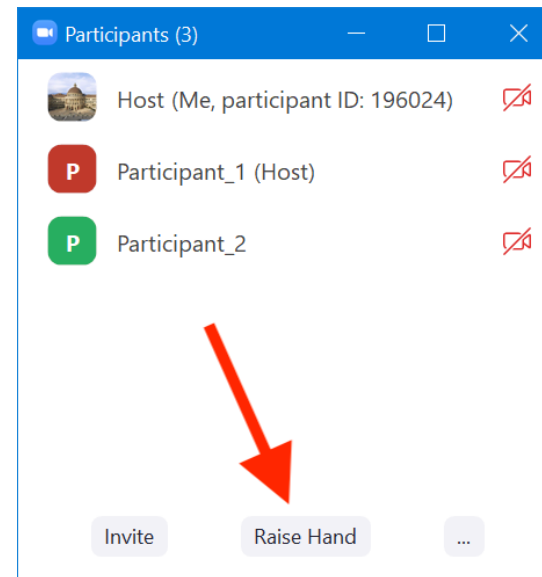 Participants (3)
Host (Me, participant ID: 196024)
P Participant_1 (Host)
P Participant_2
Invite Raise Hand ...